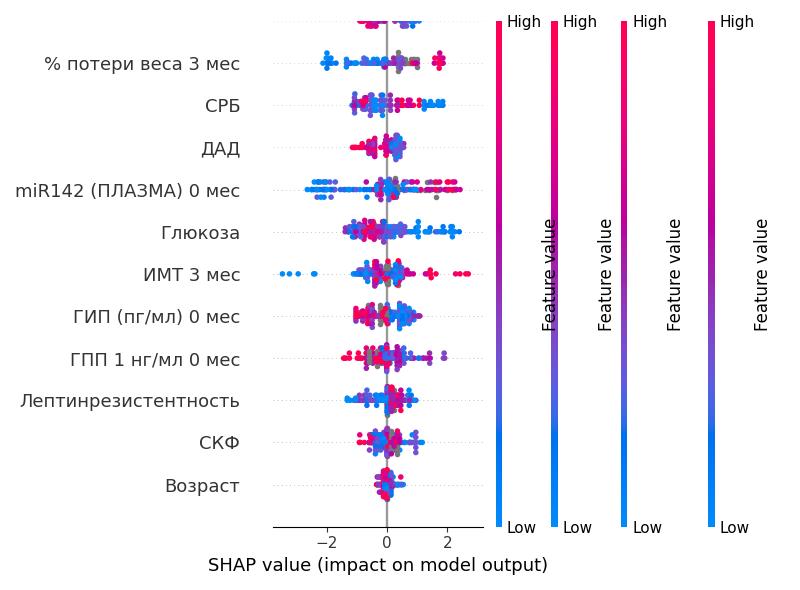 High High High High
% потери веса 3 мес
СРБ
ДАД
miR142 (ПЛАЗМА) 0 мес
Глюкоза
ИМТ 3 мес
ГИП (пг/мл) 0 мес
ГПП 1 нг/мл 0 мес
Лептинрезистентность
СКФ
Возраст
Feature value
Feature value
Feature value
Feature value
Low Low Low Low
−2 0 2
SHAP value (impact on model output)